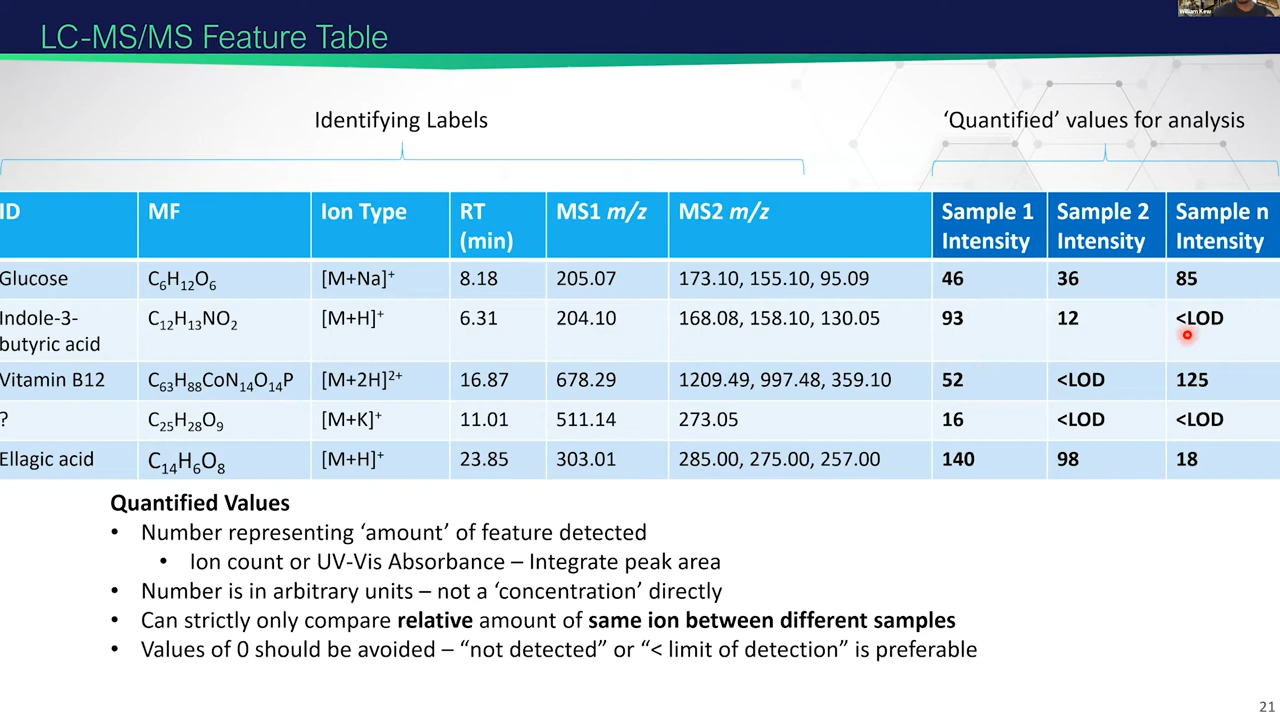 William Kew
LC-MS/MS Feature Table
Identifying Labels
‘Quantified’ values for analysis
ID MF Ion Type RT (min) MS1 m/z MS2 m/z Sample 1 Intensity Sample 2 Intensity Sample n Intensity
Glucose C₆H₁₂O₆ [M+Na]⁺ 8.18 205.07 173.10, 155.10, 95.09 46 36 85
Indole-3-butyric acid C₁₂H₁₃NO₂ [M+H]⁺ 6.31 204.10 168.08, 158.10, 130.05 93 12 <LOD
Vitamin B12 C₆₃H₈₈CoN₁₄O₁₄P [M+2H]²⁺ 16.87 678.29 1209.49, 997.48, 359.10 52 <LOD 125
? C₂₅H₂₈O₉ [M+K]⁺ 11.01 511.14 273.05 16 <LOD <LOD
Ellagic acid C₁₄H₆O₈ [M+H]⁺ 23.85 303.01 285.00, 275.00, 257.00 140 98 18
Quantified Values
• Number representing ‘amount’ of feature detected
• Ion count or UV-Vis Absorbance – Integrate peak area
• Number is in arbitrary units – not a ‘concentration’ directly
• Can strictly only compare relative amount of same ion between different samples
• Values of 0 should be avoided – “not detected” or “< limit of detection” is preferable
21